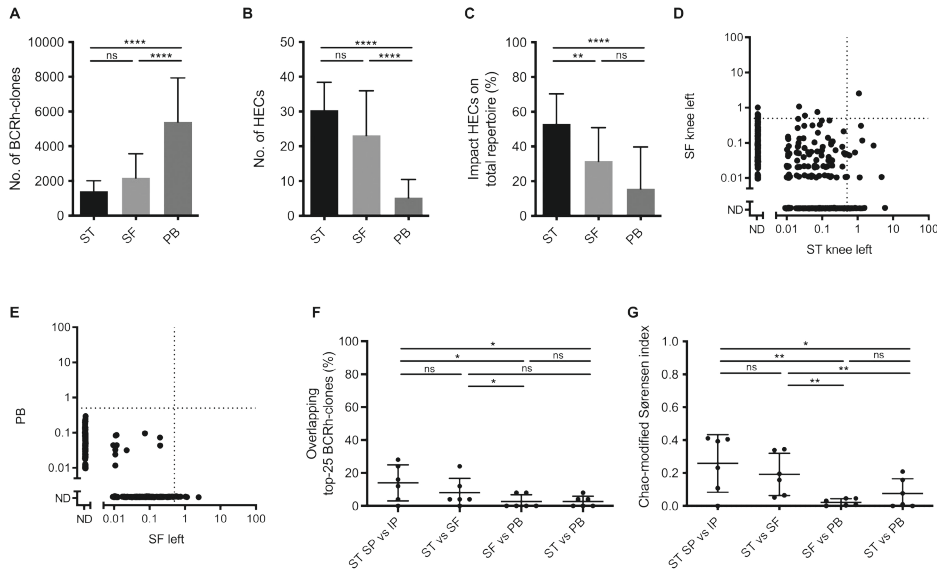 A
No. of BCRh-clones
10000
8000
6000
4000
2000
0
****
ns
****
ST
SF
PB
B
No. of HECs
50
40
30
20
10
0
****
ns
****
ST
SF
PB
C
Impact HECs on
total repertoire (%)
100
80
60
40
20
0
****
**
ns
ST
SF
PB
D
SF knee left
100
10
1
0.1
0.01
ND
ND
0.01
0.1
1
10
100
ST knee left
E
PB
100
10
1
0.1
0.01
ND
ND
0.01
0.1
1
10
100
SF left
F
Overlapping
top-25 BCRh-clones (%)
100
80
60
40
20
0
*
*
ns
ns
ns
*
ST SP vs IP
ST vs SF
SF vs PB
ST vs PB
G
Chao-modified Sørensen index
1.0
0.8
0.6
0.4
0.2
0.0
*
**
ns
ns
**
**
ST SP vs IP
ST vs SF
SF vs PB
ST vs PB